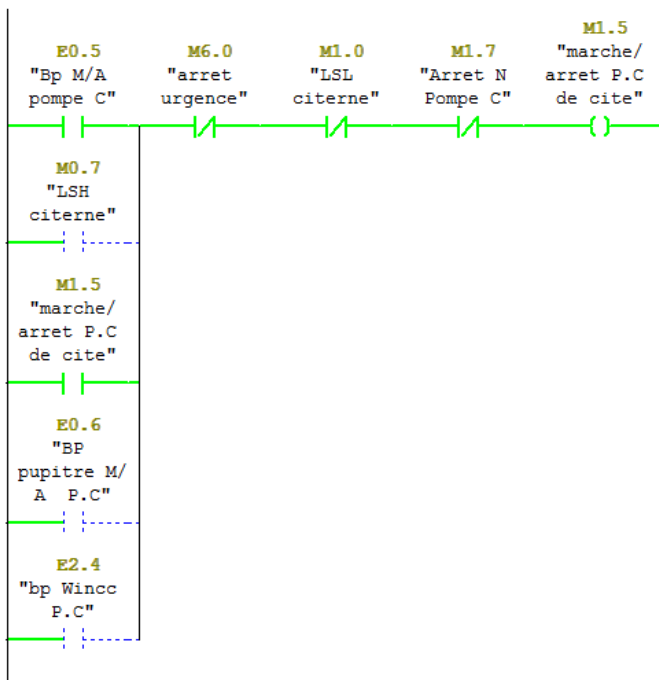 E0.5
"Bp M/A
pompe C"
M6.0
"arret
urgence"
M1.0
"LSL
citerne"
M1.7
"Arret N
Pompe C"
M1.5
"marche/
arret P.C
de cite"
M0.7
"LSH
citerne"
M1.5
"marche/
arret P.C
de cite"
E0.6
"BP
pupitre M/
A  P.C"
E2.4
"bp Wincc
P.C"